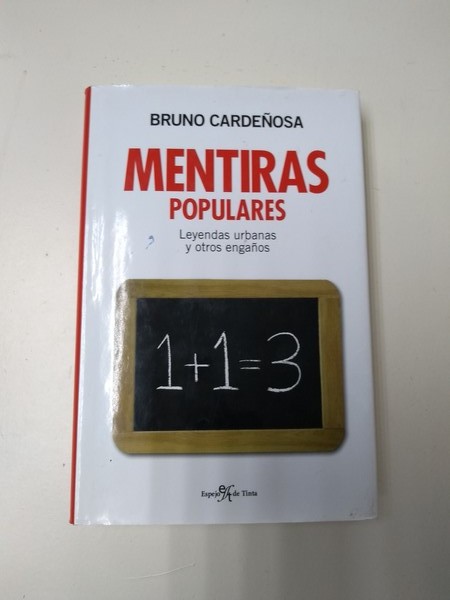 BRUNO CARDEÑOSA
MENTIRAS
POPULARES
Leyendas urbanas
y otros engaños
1+1=3
Espejo de Tinta